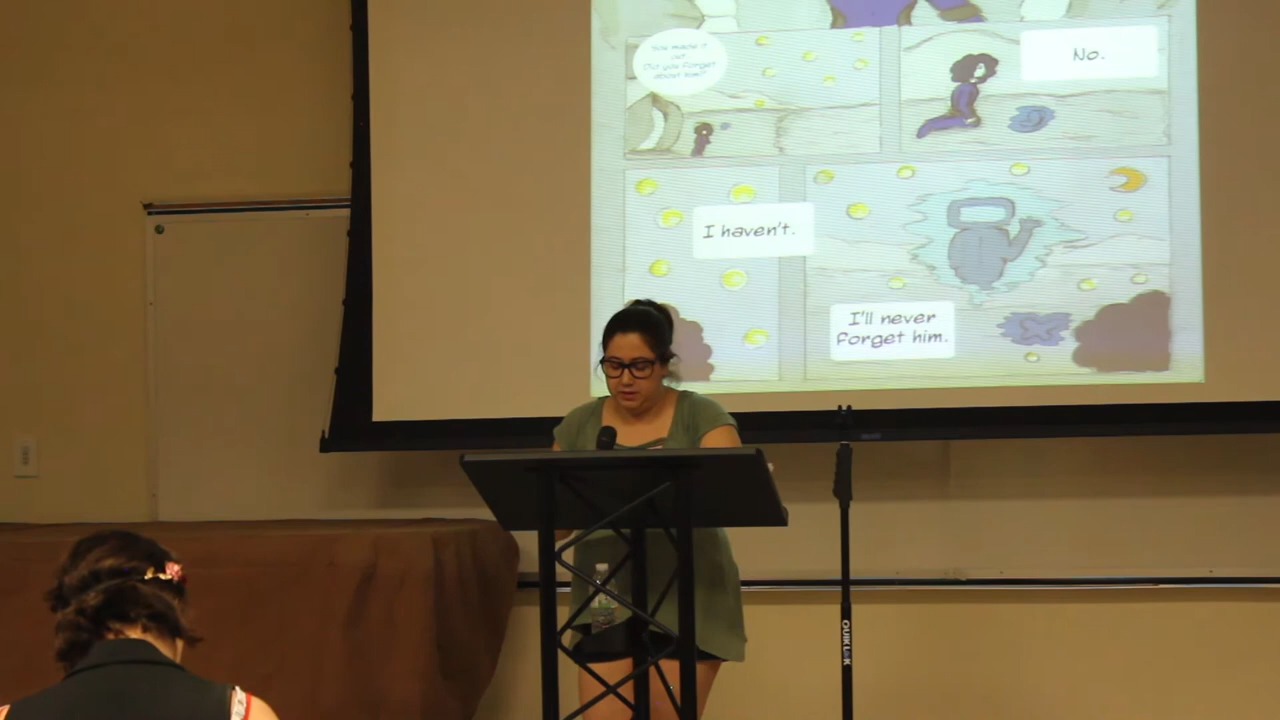 "You made it
out.
Did you forget
about him?"
No.
I haven't.
I'll never
forget him.
QUIKLOK